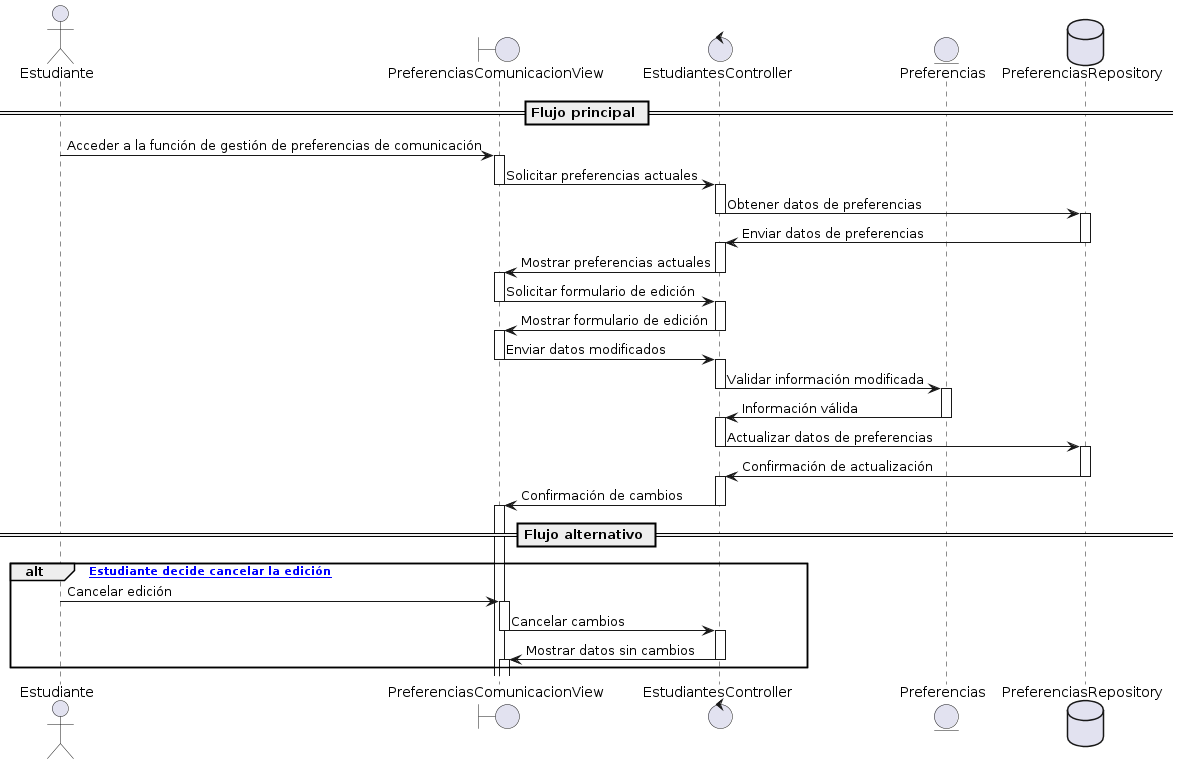 Estudiante
PreferenciasComunicacionView
EstudiantesController
Preferencias
PreferenciasRepository
Flujo principal
Acceder a la función de gestión de preferencias de comunicación
Solicitar preferencias actuales
Obtener datos de preferencias
Enviar datos de preferencias
Mostrar preferencias actuales
Solicitar formulario de edición
Mostrar formulario de edición
Enviar datos modificados
Validar información modificada
Información válida
Actualizar datos de preferencias
Confirmación de actualización
Confirmación de cambios
Flujo alternativo
alt
Estudiante decide cancelar la edición
Cancelar edición
Cancelar cambios
Mostrar datos sin cambios
Estudiante
PreferenciasComunicacionView
EstudiantesController
Preferencias
PreferenciasRepository